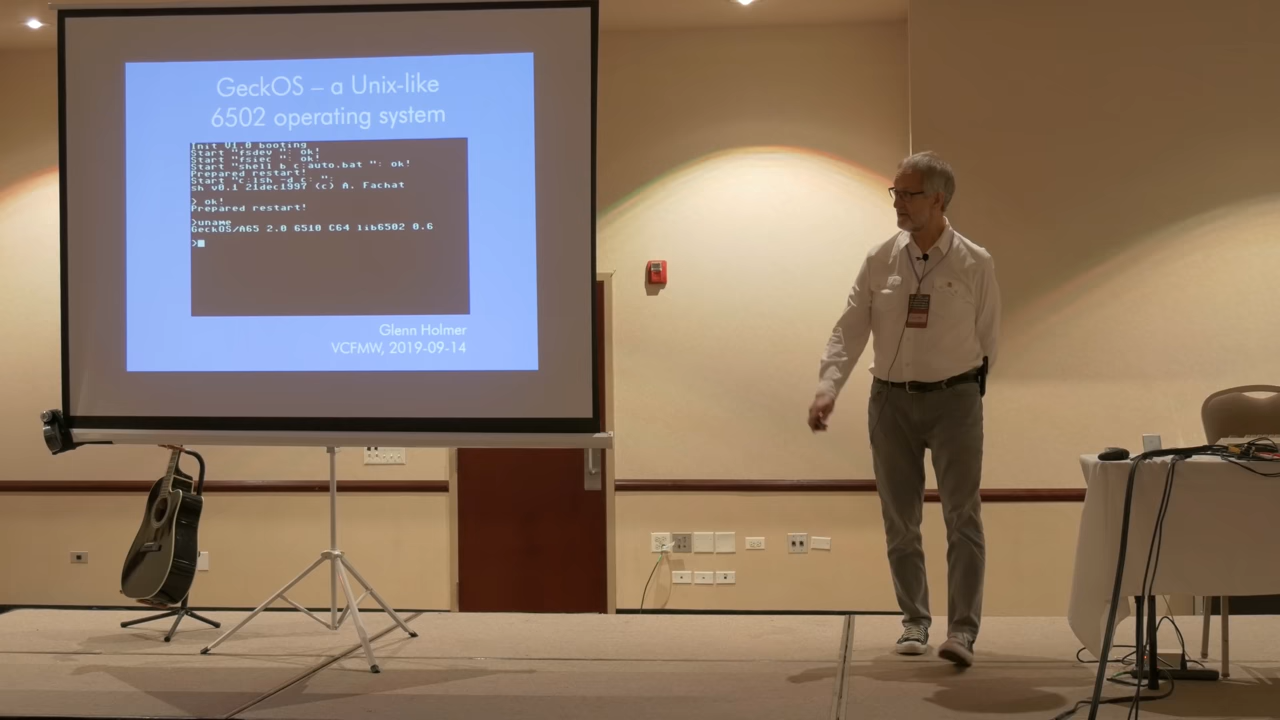 GeckOS – a Unix-like
6502 operating system
Init V1.0 booting
Start "fsdev ": ok!
Start "fsiec ": ok!
Start "shell b c:auto.bat ": ok!
Prepared restart!
Start "c:lsh -d c: ":
sh v0.1 21dec1997 (c) A. Fachat
> ok!
Prepared restart!
>uname
GeckOS/A65 2.0 6510 C64 lib6502 0.6
>
Glenn Holmer
VCFMW, 2019-09-14